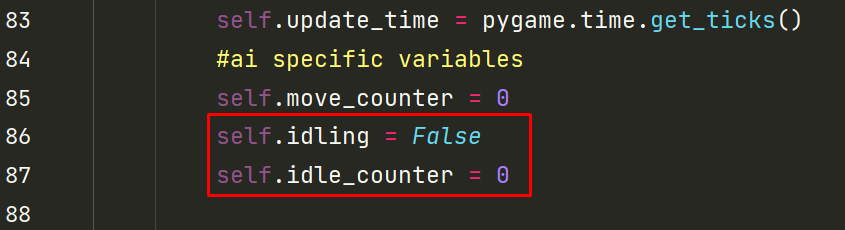 83 self.update_time = pygame.time.get_ticks()
84 #ai specific variables
85 self.move_counter = 0
86 self.idling = False
87 self.idle_counter = 0
88